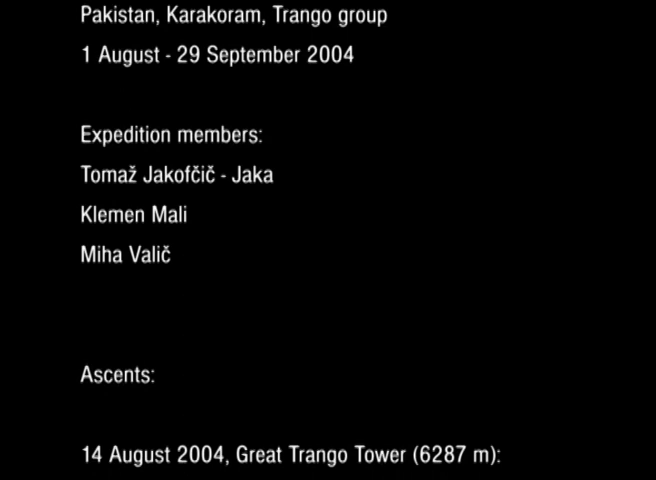 Pakistan, Karakoram, Trango group
1 August - 29 September 2004
Expedition members:
Tomaž Jakofčič - Jaka
Klemen Mali
Miha Valič
Ascents:
14 August 2004, Great Trango Tower (6287 m):